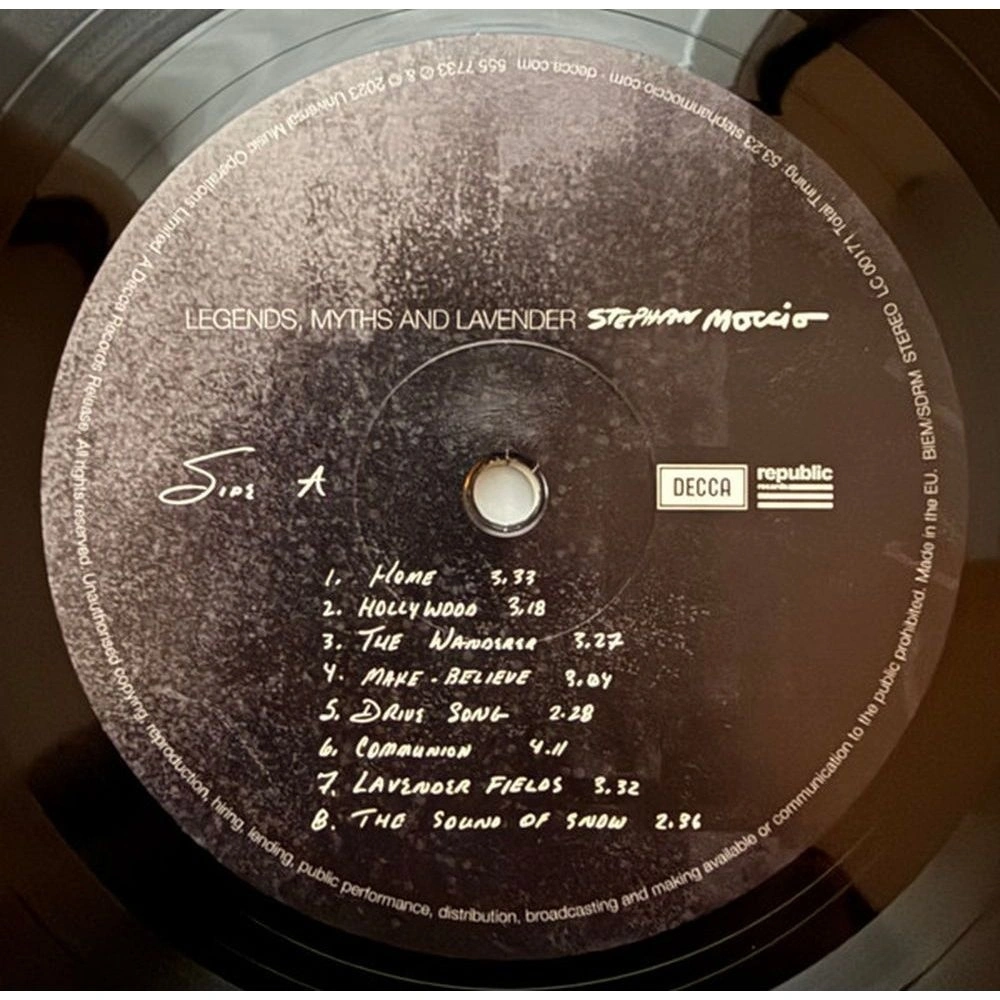 LEGENDS, MYTHS AND LAVENDER STEPHAN MOCCIO
SIDE A
DECCA
republic
records
1. HOME 3.33
2. HOLLYWOOD 3.18
3. THE WANDERER 3.27
4. MAKE-BELIEVE 3.04
5. DRIVE SONG 2.28
6. COMMUNION 4.11
7. LAVENDER FIELDS 3.32
8. THE SOUND OF SNOW 2.36
555 7733 ℗ & © 2023 Universal Music Operations Limited. A Decca Records Release. All rights reserved. Unauthorised copying, reproduction, hiring, lending, public performance, distribution, broadcasting and making available or communication to the public prohibited. Made in the EU. BIEM/SDRM STEREO LC 00171 Total Timing: 53.23 stephanmoccio.com · decca.com